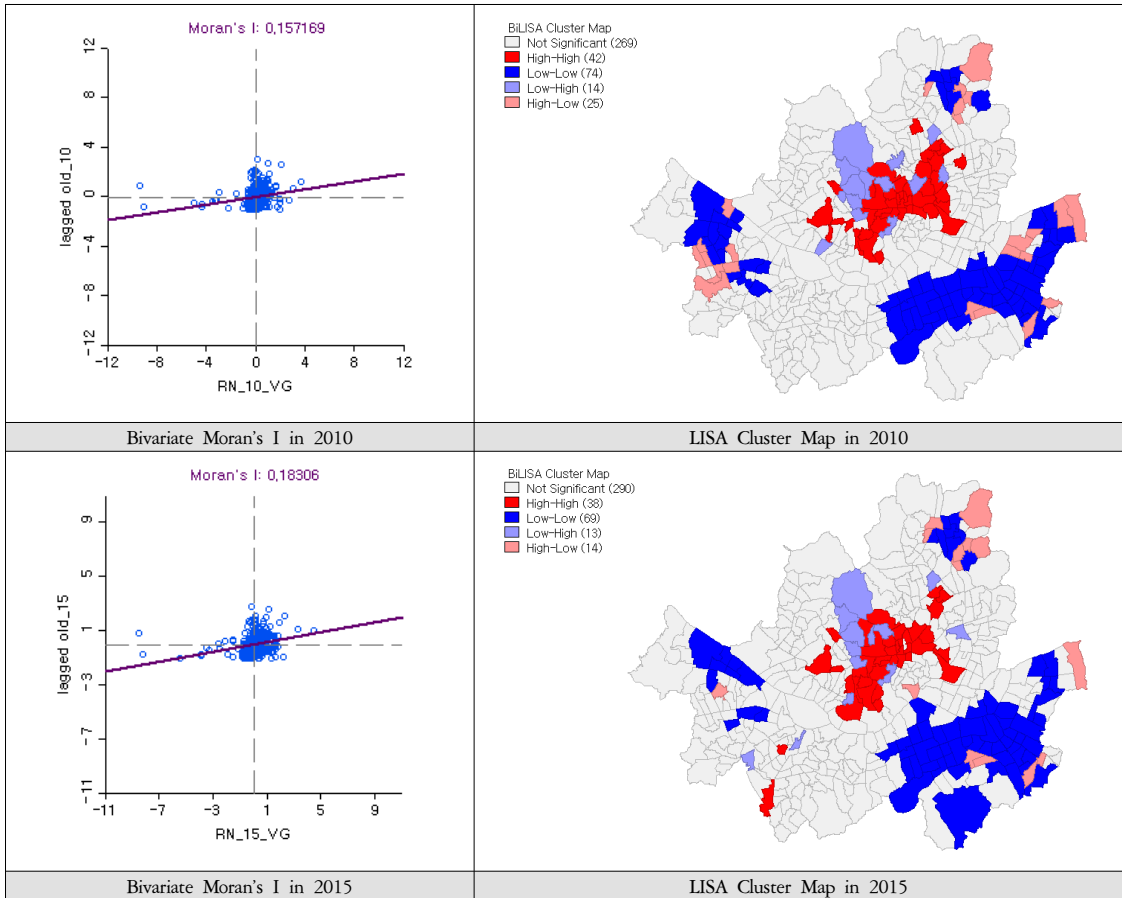 Moran's I: 0,157169
12
8
4
0
-4
-8
-12
lagged old_10
-12 -8 -4 0 4 8 12
RN_10_VG
BiLISA Cluster Map
Not Significant (269)
High-High (42)
Low-Low (74)
Low-High (14)
High-Low (25)
Bivariate Moran's I in 2010
LISA Cluster Map in 2010
Moran's I: 0,18306
9
5
1
-3
-7
-11
lagged old_15
-11 -7 -3 1 5 9
RN_15_VG
BiLISA Cluster Map
Not Significant (290)
High-High (38)
Low-Low (69)
Low-High (13)
High-Low (14)
Bivariate Moran's I in 2015
LISA Cluster Map in 2015